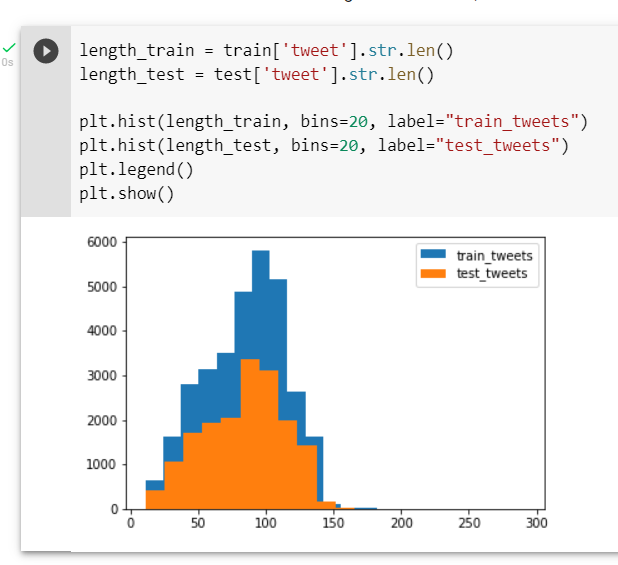 0s
length_train = train['tweet'].str.len()
length_test = test['tweet'].str.len()
plt.hist(length_train, bins=20, label="train_tweets")
plt.hist(length_test, bins=20, label="test_tweets")
plt.legend()
plt.show()
6000
5000
4000
3000
2000
1000
0
train_tweets
test_tweets
0 50 100 150 200 250 300